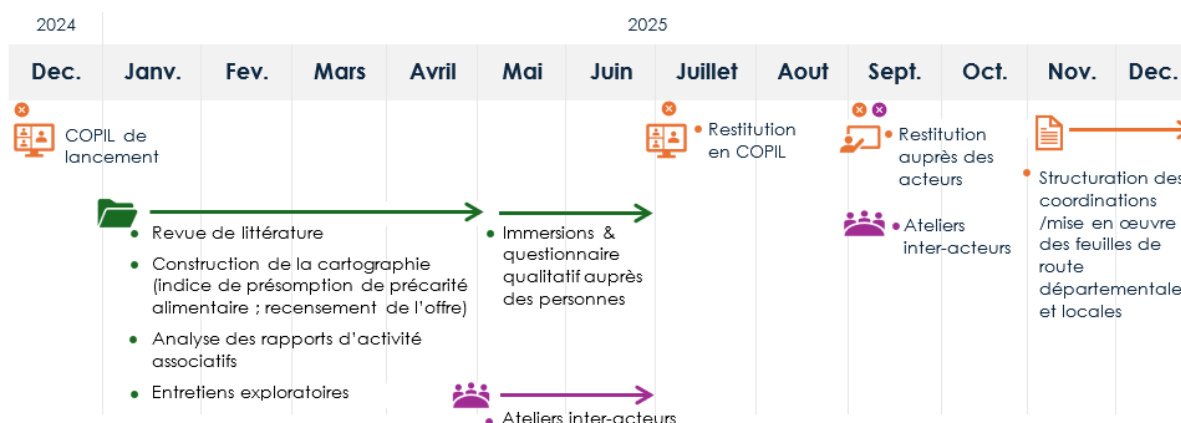 2024
2025
Dec.
Janv.
Fev.
Mars
Avril
Mai
Juin
Juillet
Aout
Sept.
Oct.
Nov.
Dec.
COPIL de
lancement
• Restitution
en COPIL
• Restitution
auprès des
acteurs
• Structuration des
coordinations
/mise en œuvre
des feuilles de
route
départementale
et locales
• Ateliers
inter-acteurs
• Revue de littérature
• Construction de la cartographie
(indice de présomption de précarité
alimentaire ; recensement de l’offre)
• Analyse des rapports d’activité
associatifs
• Entretiens exploratoires
• Immersions &
questionnaire
qualitatif auprès
des personnes
• Ateliers inter-acteurs